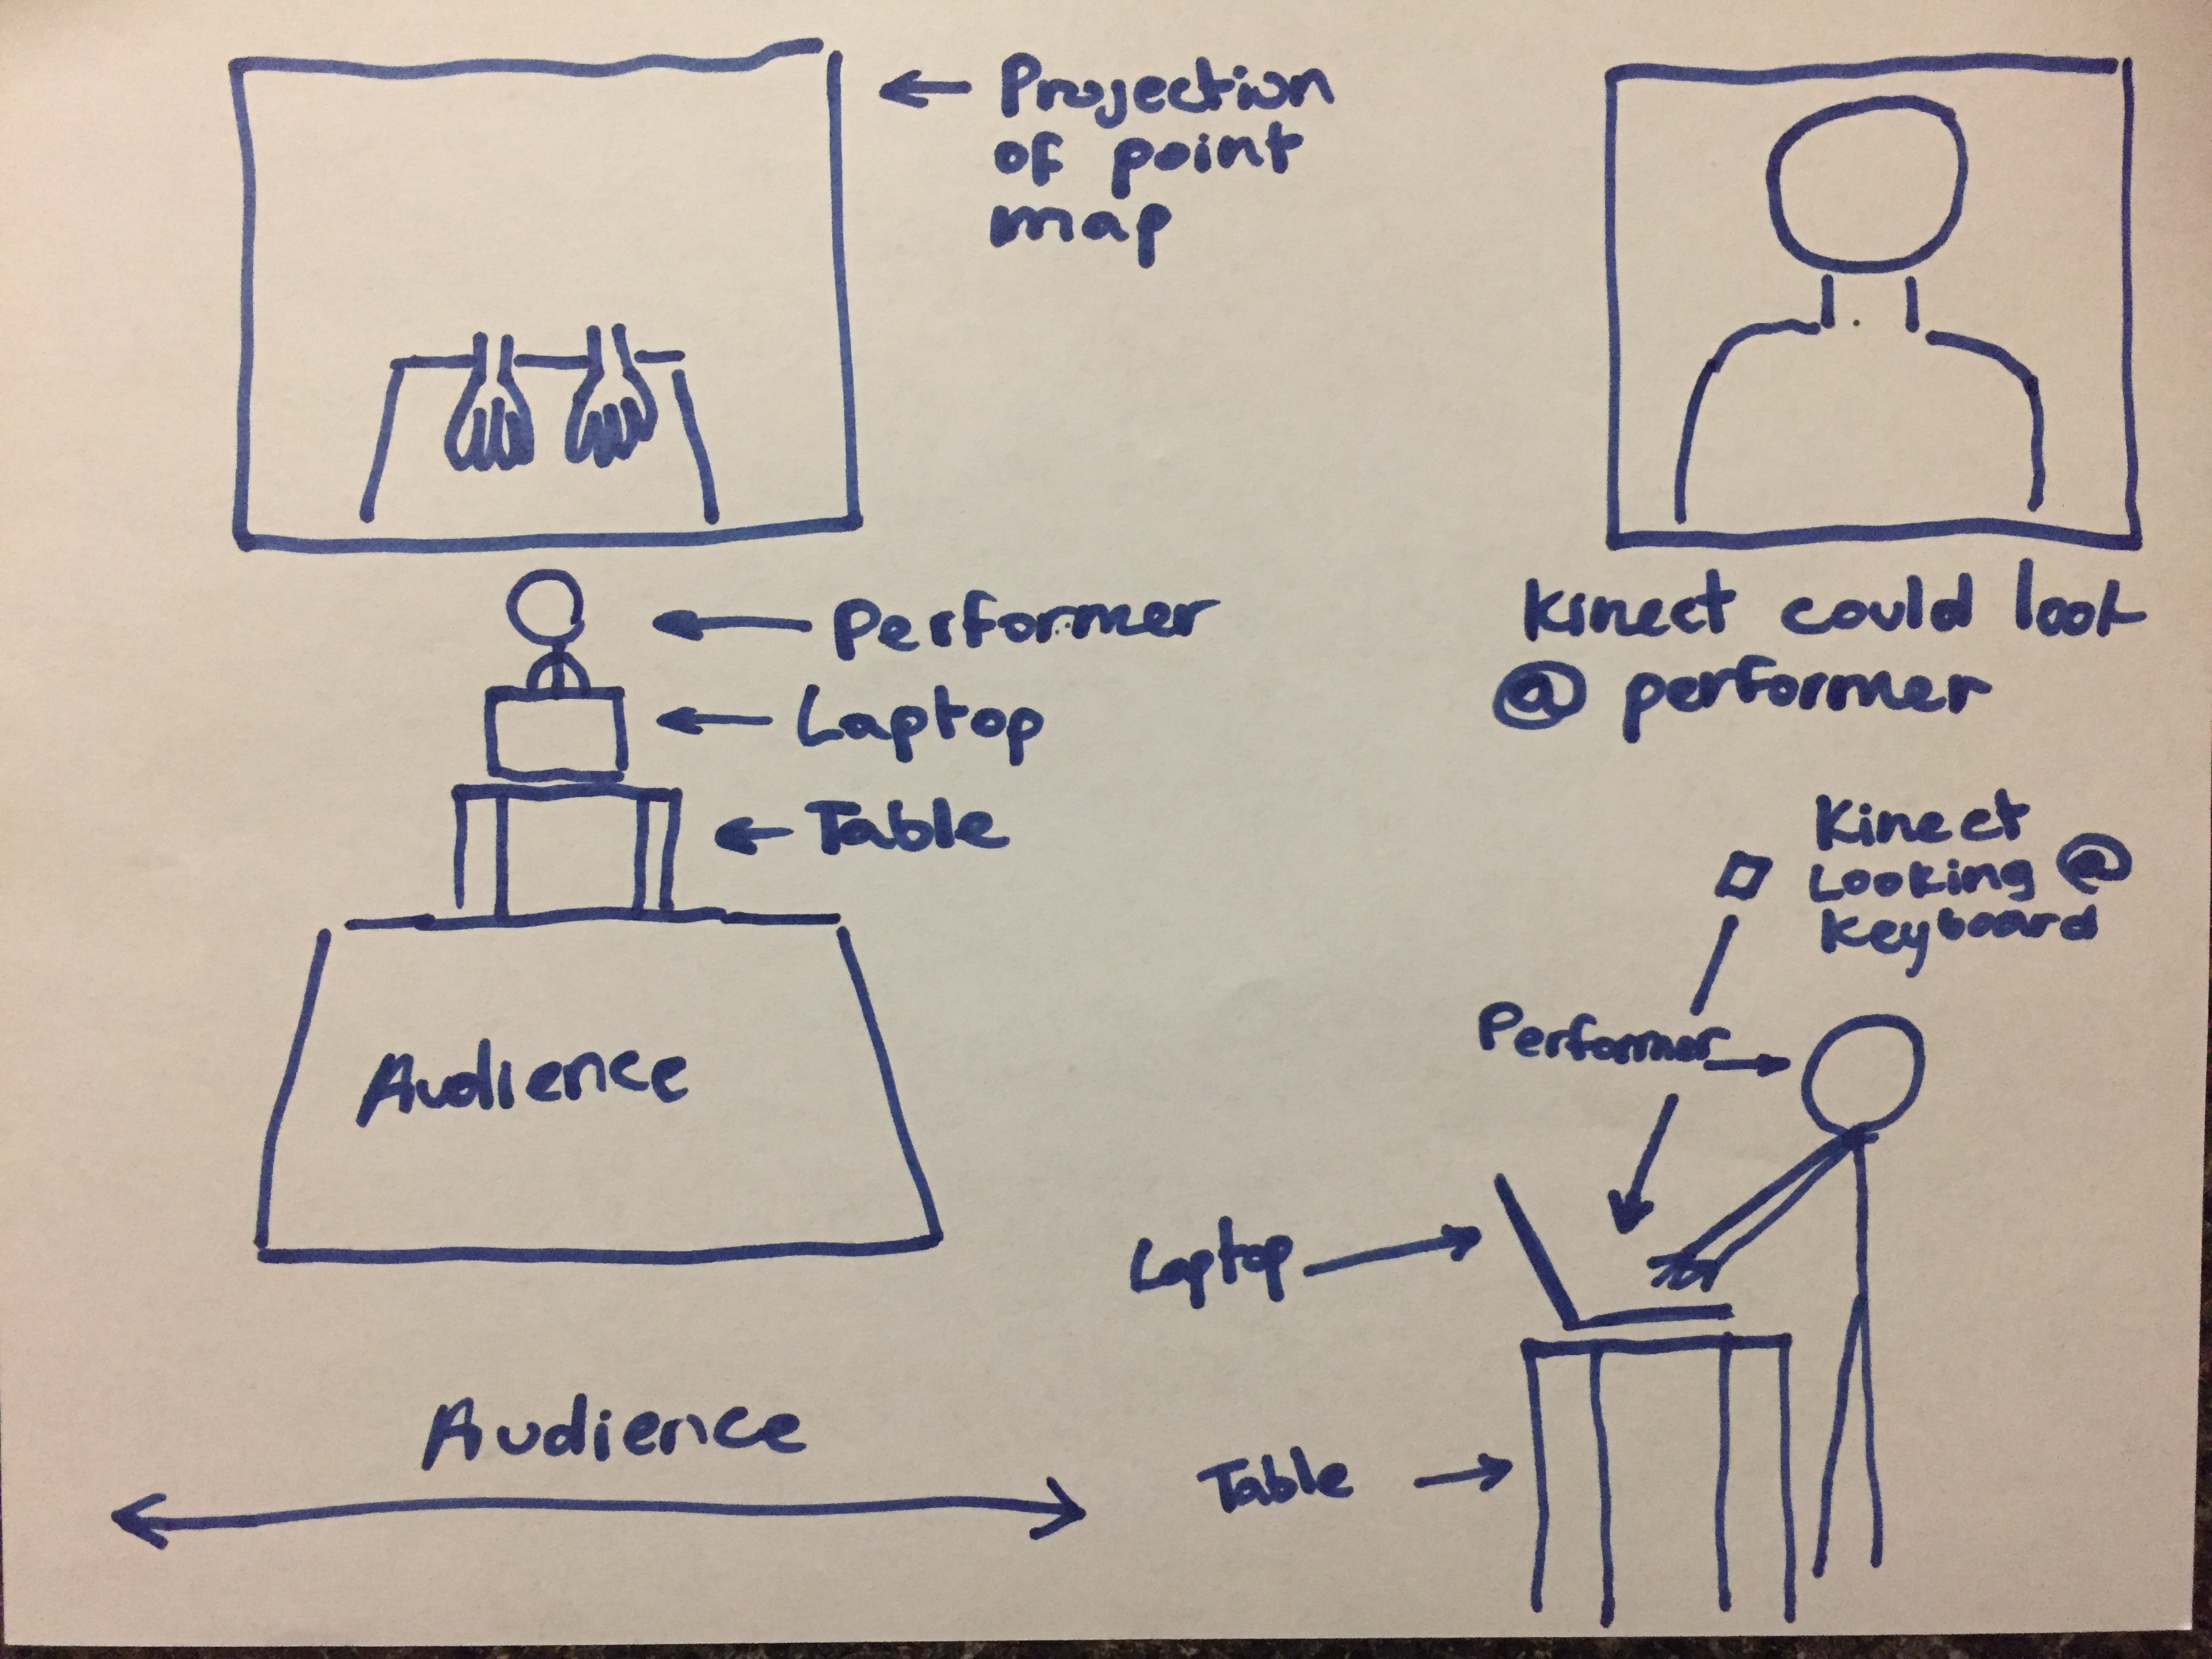 ← Projection
of point
map
← Performer
← Laptop
← Table
Audience
Audience
Kinect could look
@ performer
Kinect
Looking @
Keyboard
Performer →
Laptop →
Table →